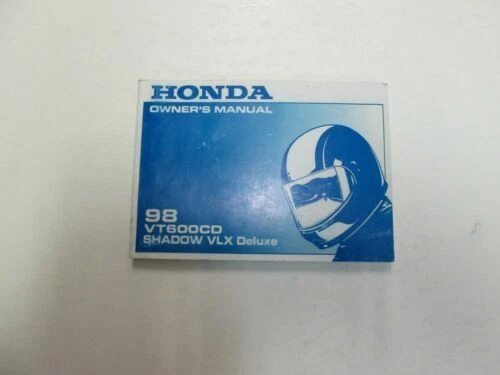 HONDA
OWNER'S MANUAL
98
VT600CD
SHADOW VLX Deluxe